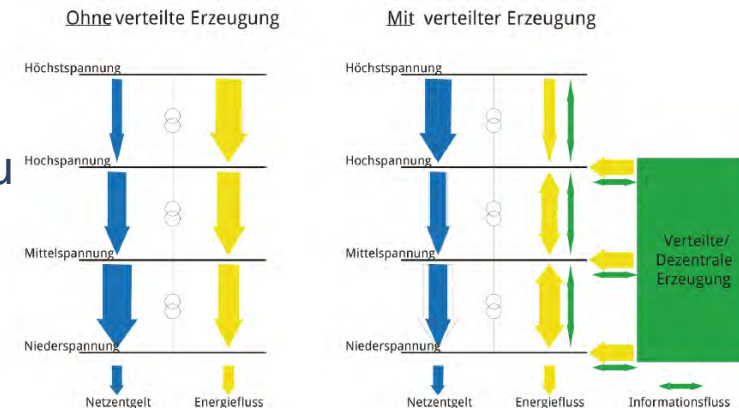 Ohne verteilte Erzeugung
Höchstspannung
Hochspannung
Mittelspannung
Niederspannung
Netzentgelt
Energiefluss
Mit verteilter Erzeugung
Höchstspannung
Hochspannung
Mittelspannung
Niederspannung
Verteilte/
Dezentrale
Erzeugung
Netzentgelt
Energiefluss
Informationsfluss
u